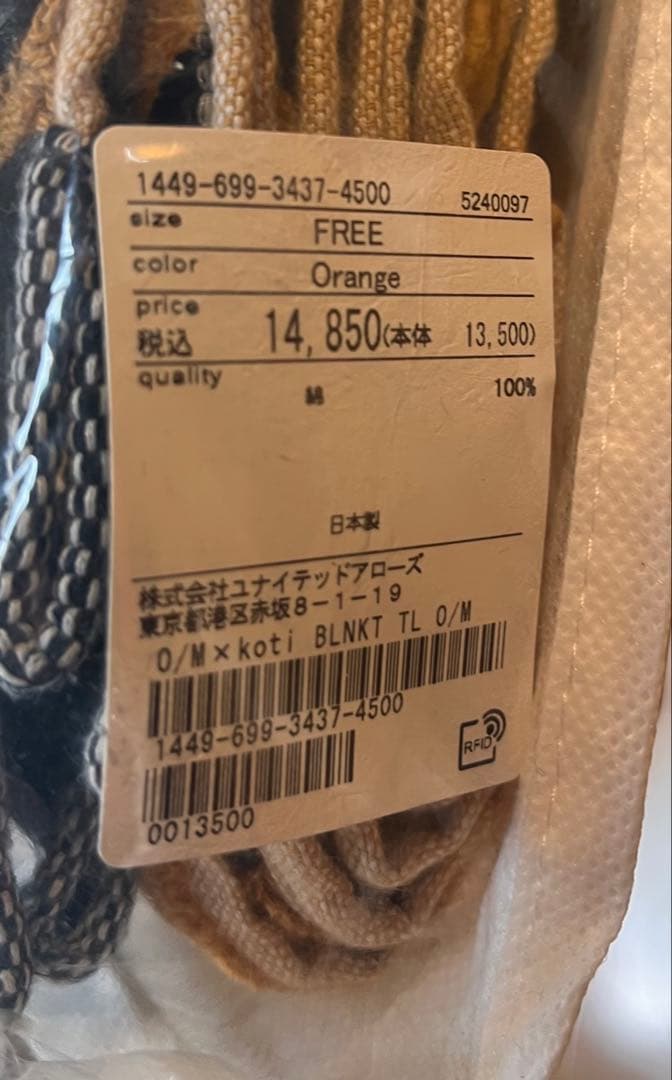 1449-699-3437-4500 5240097
size FREE
color Orange
price
税込 14,850(本体 13,500)
quality
綿 100%
日本製
株式会社ユナイテッドアローズ
東京都港区赤坂8-1-19
O/M×koti BLNKT TL O/M
1449-699-3437-4500
RFID
0013500